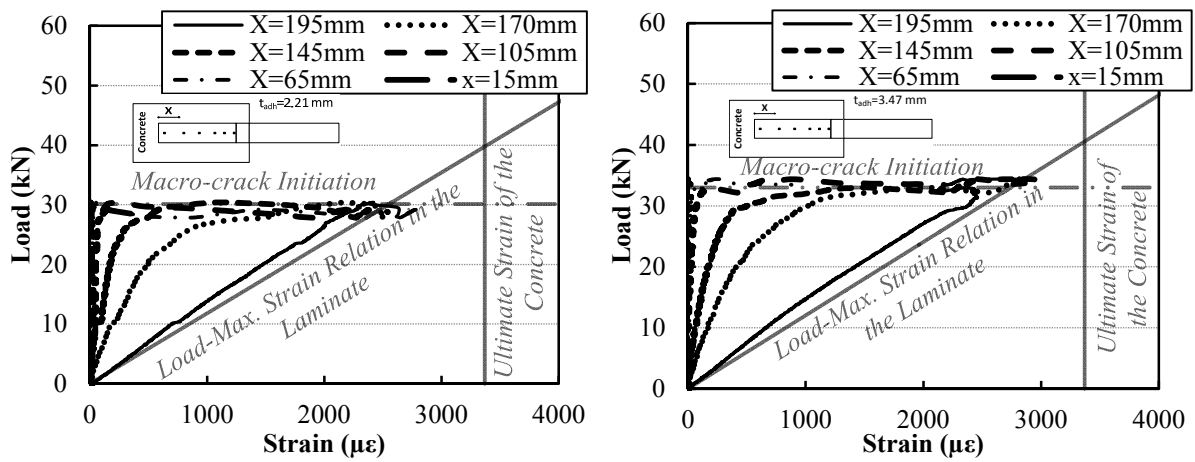 X=195mm X=170mm
X=145mm X=105mm
X=65mm x=15mm
60
50
40
30
20
10
0
Load (kN)
t_adh=2,21 mm
Concrete
x
Macro-crack Initiation
Load-Max. Strain Relation in the
Laminate
Ultimate Strain of the
Concrete
0 1000 2000 3000 4000
Strain (με)
X=195mm X=170mm
X=145mm X=105mm
X=65mm x=15mm
60
50
40
30
20
10
0
Load (kN)
t_adh=3.47 mm
Concrete
x
Macro-crack Initiation
Load-Max. Strain Relation in
the Laminate
Ultimate Strain of
the Concrete
0 1000 2000 3000 4000
Strain (με)